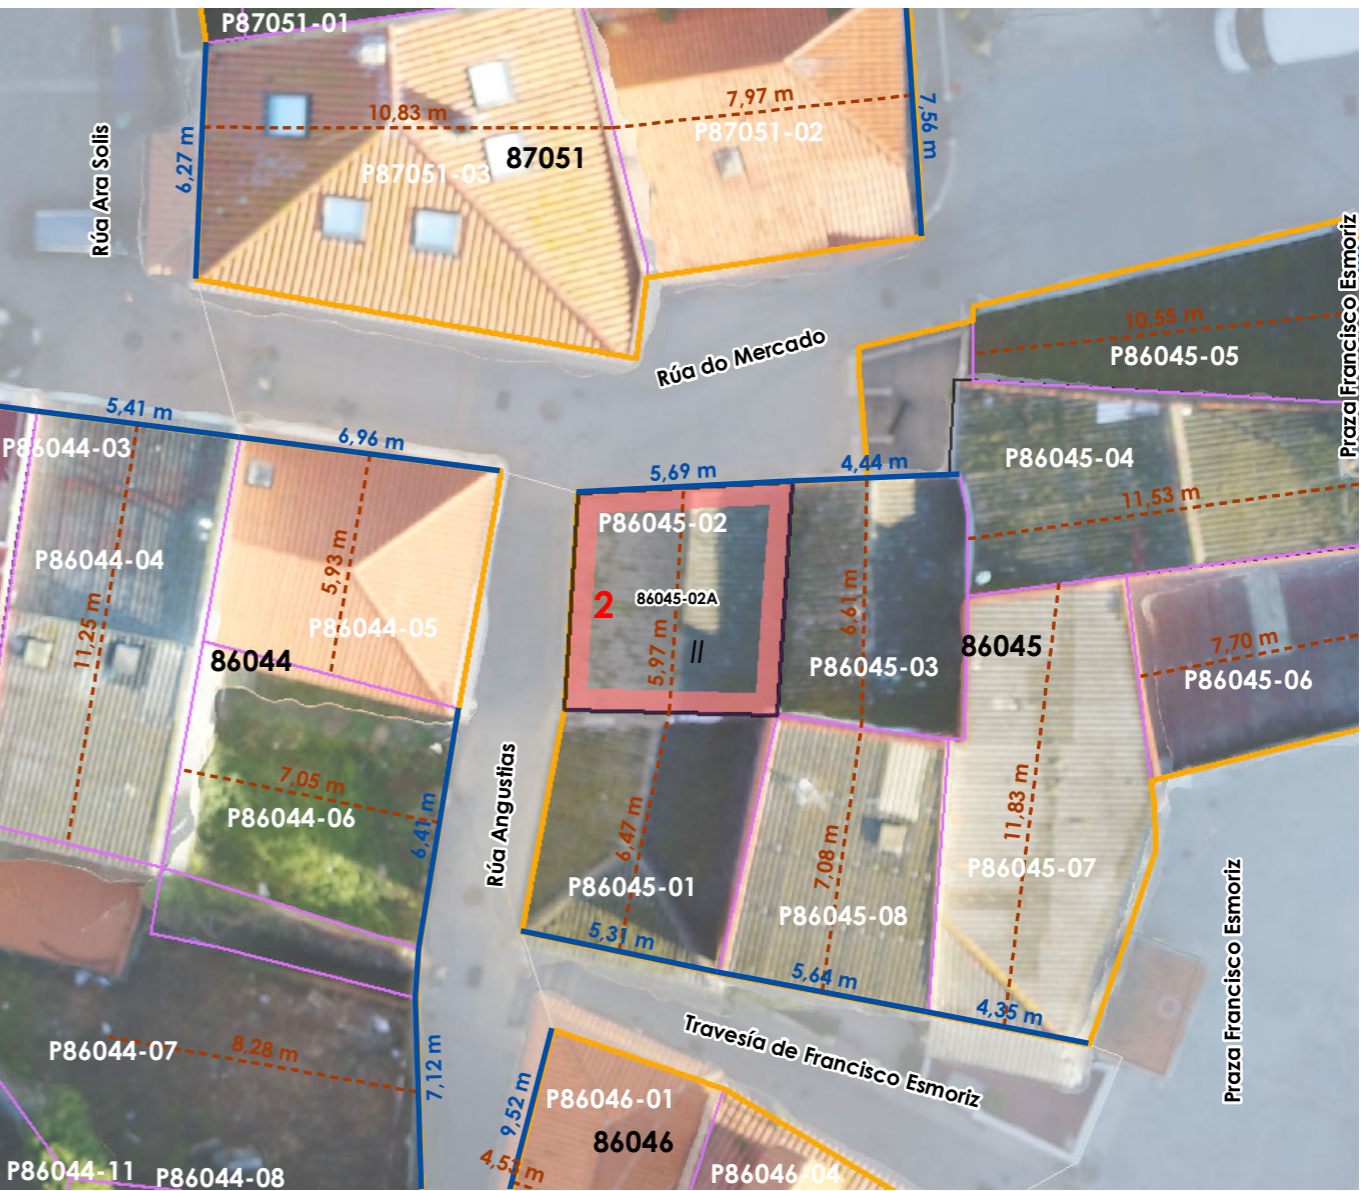 P87051-01
10,83 m
7,97 m
7,56 m
P87051-02
6,27 m
87051
P87051-03
Rúa Ara Solis
Rúa do Mercado
10,55 m
P86045-05
Praza Francisco Esmoriz
5,41 m
6,96 m
P86044-03
5,69 m
4,44 m
P86045-04
11,53 m
P86045-02
P86044-04
5,93 m
2
86045-02A
6,61 m
11,25 m
P86044-05
86044
5,97 m
II
P86045-03
86045
7,70 m
P86045-06
7,05 m
P86044-06
6,41 m
Rúa Angustias
6,47 m
P86045-01
7,08 m
P86045-08
11,83 m
P86045-07
5,31 m
5,64 m
4,35 m
Praza Francisco Esmoriz
Travesía de Francisco Esmoriz
P86044-07
8,28 m
7,12 m
9,52 m
P86046-01
86046
4,53 m
P86046-04
P86044-11
P86044-08